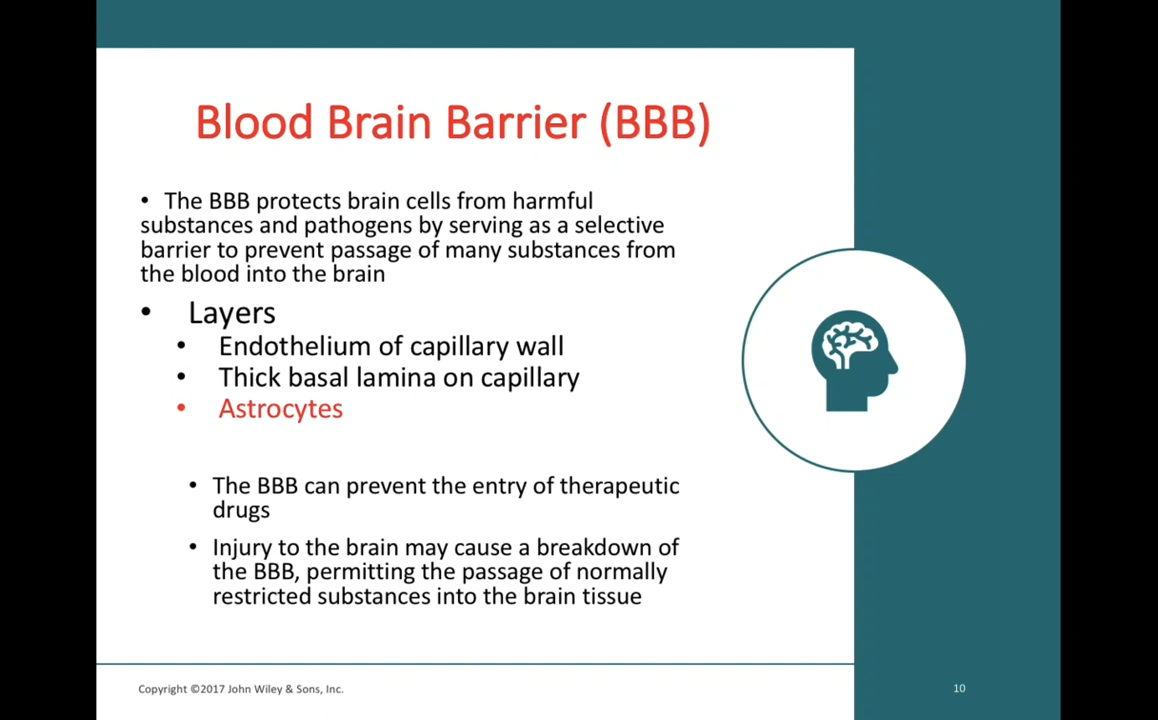 Blood Brain Barrier (BBB)
• The BBB protects brain cells from harmful
substances and pathogens by serving as a selective
barrier to prevent passage of many substances from
the blood into the brain
• Layers
• Endothelium of capillary wall
• Thick basal lamina on capillary
• Astrocytes
• The BBB can prevent the entry of therapeutic
drugs
• Injury to the brain may cause a breakdown of
the BBB, permitting the passage of normally
restricted substances into the brain tissue
Copyright ©2017 John Wiley & Sons, Inc.
10